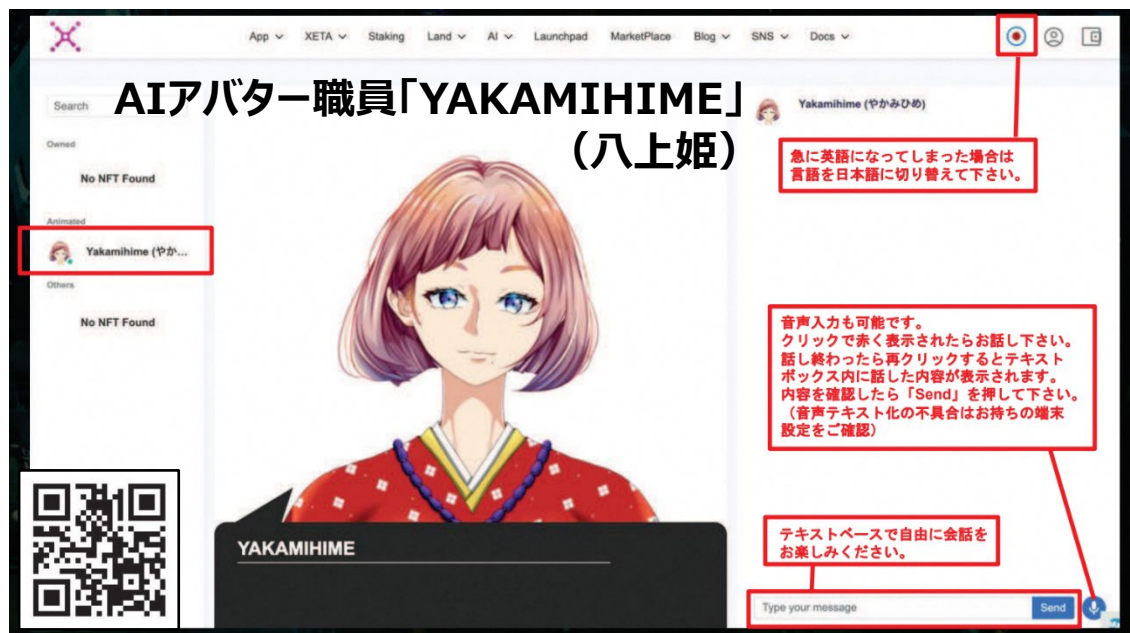 App XETA Staking Land AI Launchpad MarketPlace Blog SNS Docs
AIアバター職員「YAKAMIHIME」
（八上姫）
Search
Owned
No NFT Found
Animated
Yakamihime (やか...
Others
No NFT Found
Yakamihime (やかみひめ)
急に英語になってしまった場合は
言語を日本語に切り替えて下さい。
音声入力も可能です。
クリックで赤く表示されたらお話し下さい。
話し終わったら再クリックするとテキスト
ボックス内に話した内容が表示されます。
内容を確認したら「Send」を押して下さい。
（音声テキスト化の不具合はお持ちの端末
設定をご確認）
テキストベースで自由に会話を
お楽しみください。
YAKAMIHIME
Type your message
Send